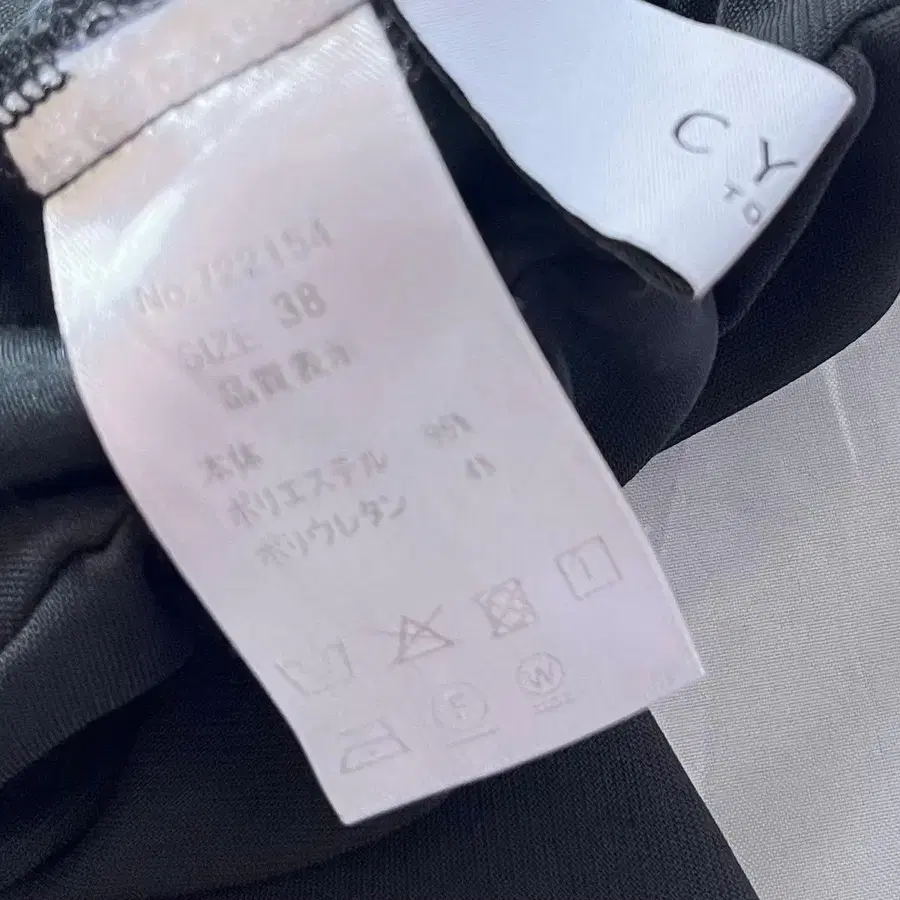 CY
TO
No.722154
SIZE 38
品質表示
本体
ポリエステル
ポリウレタン 4%
F
W